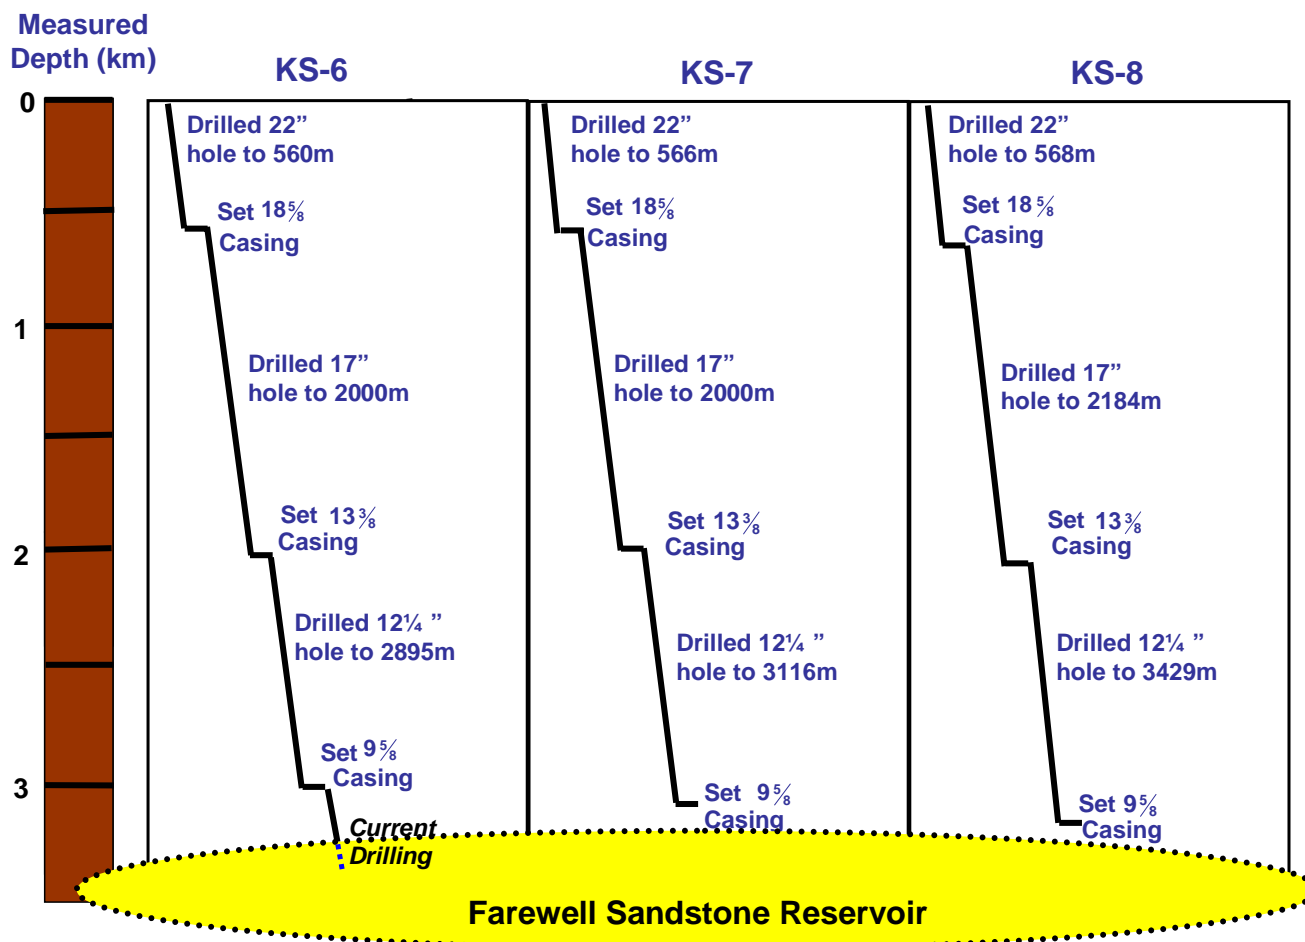 Measured
Depth (km)
KS-6
KS-7
KS-8
0
1
2
3
Drilled 22”
hole to 560m
Set 18⅝
Casing
Drilled 17”
hole to 2000m
Set 13⅜
Casing
Drilled 12¼ ”
hole to 2895m
Set 9⅝
Casing
Current
Drilling
Drilled 22”
hole to 566m
Set 18⅝
Casing
Drilled 17”
hole to 2000m
Set 13⅜
Casing
Drilled 12¼ ”
hole to 3116m
Set 9⅝
Casing
Drilled 22”
hole to 568m
Set 18⅝
Casing
Drilled 17”
hole to 2184m
Set 13⅜
Casing
Drilled 12¼ ”
hole to 3429m
Set 9⅝
Casing
Farewell Sandstone Reservoir